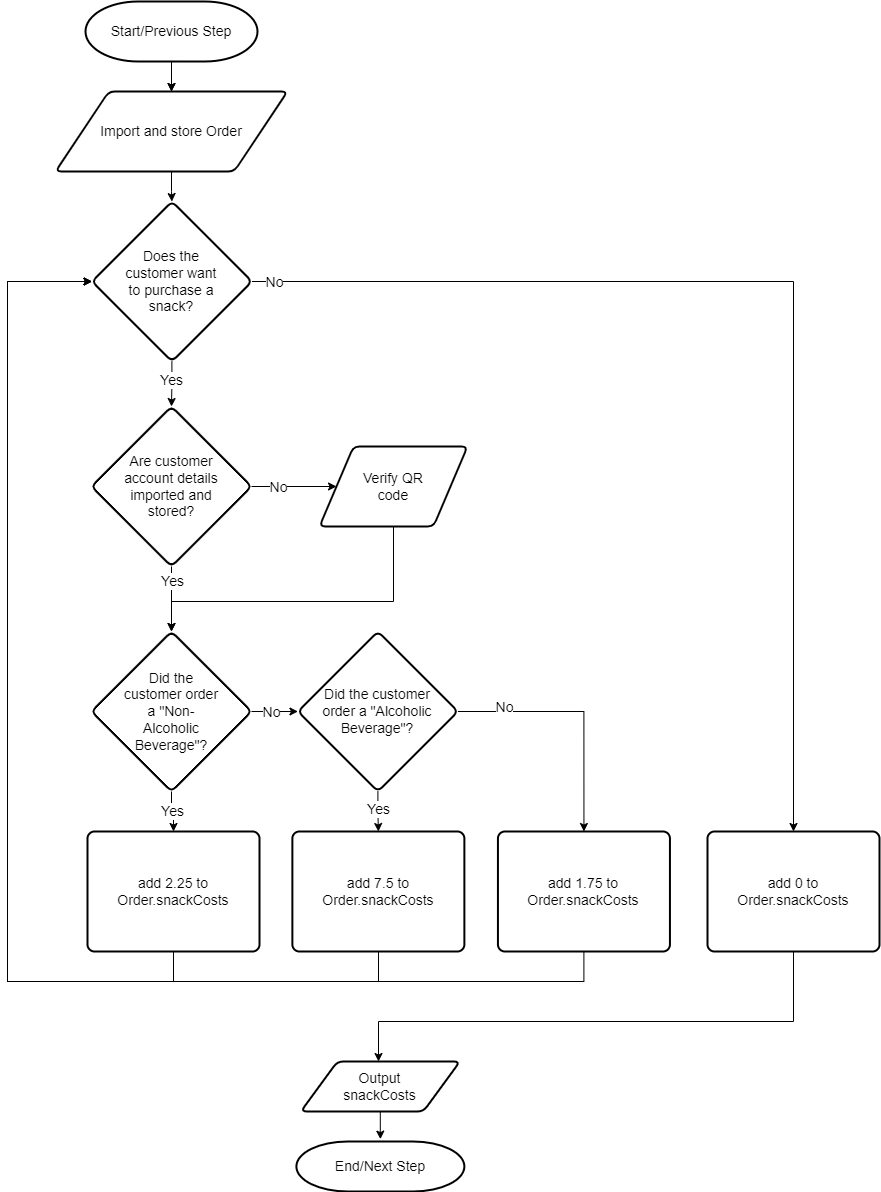 Start/Previous Step
Import and store Order
Does the
customer want
to purchase a
snack?
No
Yes
Are customer
account details
imported and
stored?
No
Verify QR
code
Yes
Did the
customer order
a "Non-
Alcoholic
Beverage"?
No
Did the customer
order a "Alcoholic
Beverage"?
No
Yes
Yes
add 2.25 to
Order.snackCosts
add 7.5 to
Order.snackCosts
add 1.75 to
Order.snackCosts
add 0 to
Order.snackCosts
Output
snackCosts
End/Next Step